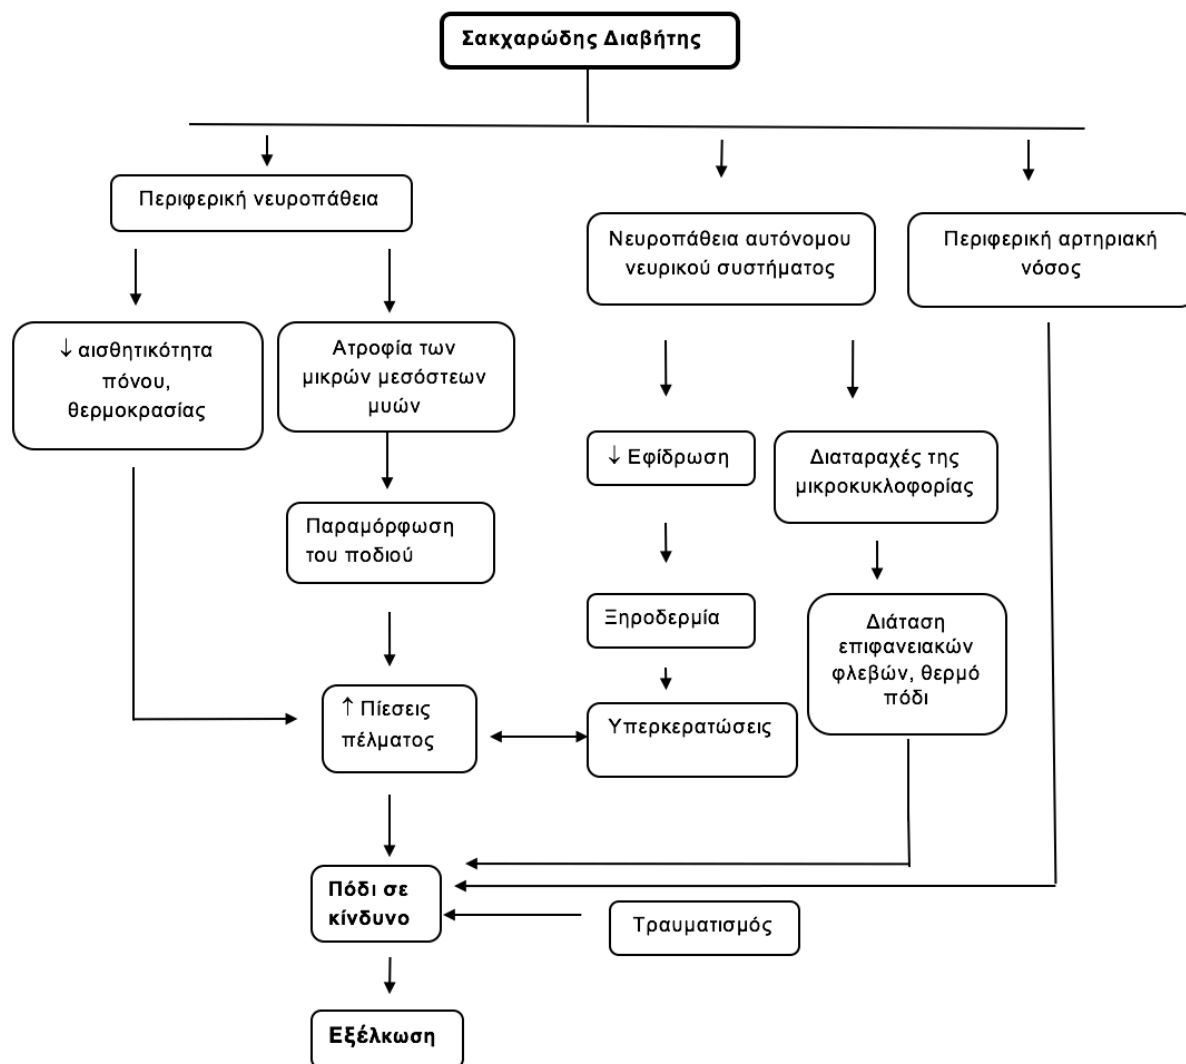 Σακχαρώδης Διαβήτης
Περιφερική νευροπάθεια
Νευροπάθεια αυτόνομου
νευρικού συστήματος
Περιφερική αρτηριακή
νόσος
↓ αισθητικότητα
πόνου,
θερμοκρασίας
Ατροφία των
μικρών μεσόστεων
μυών
↓ Εφίδρωση
Διαταραχές της
μικροκυκλοφορίας
Παραμόρφωση
του ποδιού
Ξηροδερμία
Διάταση
επιφανειακών
φλεβών, θερμό
πόδι
↑ Πίεσεις
πέλματος
Υπερκερατώσεις
Πόδι σε
κίνδυνο
Τραυματισμός
Εξέλκωση